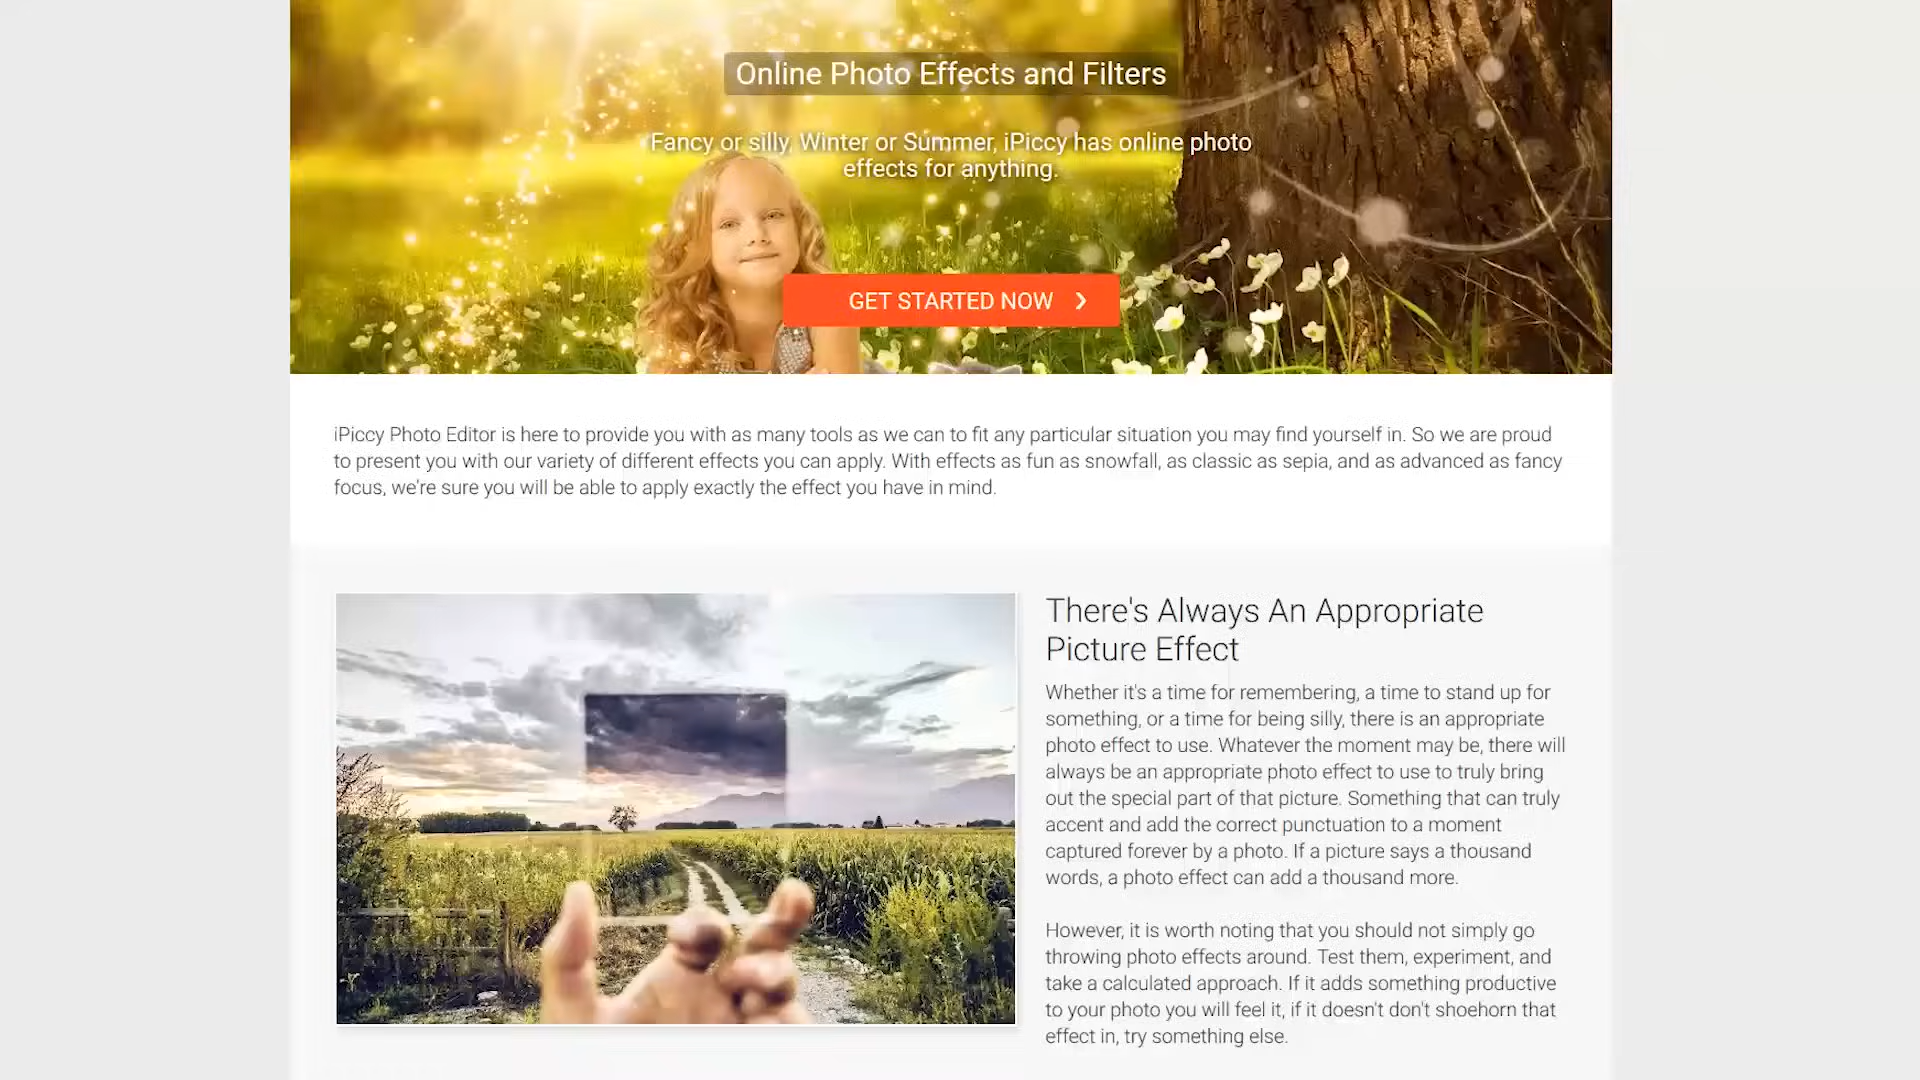 Online Photo Effects and Filters
Fancy or silly, Winter or Summer, iPiccy has online photo
effects for anything.
GET STARTED NOW
iPiccy Photo Editor is here to provide you with as many tools as we can to fit any particular situation you may find yourself in. So we are proud
to present you with our variety of different effects you can apply. With effects as fun as snowfall, as classic as sepia, and as advanced as fancy
focus, we're sure you will be able to apply exactly the effect you have in mind.
There's Always An Appropriate
Picture Effect
Whether it's a time for remembering, a time to stand up for
something, or a time for being silly, there is an appropriate
photo effect to use. Whatever the moment may be, there will
always be an appropriate photo effect to use to truly bring
out the special part of that picture. Something that can truly
accent and add the correct punctuation to a moment
captured forever by a photo. If a picture says a thousand
words, a photo effect can add a thousand more.
However, it is worth noting that you should not simply go
throwing photo effects around. Test them, experiment, and
take a calculated approach. If it adds something productive
to your photo you will feel it, if it doesn't don't shoehorn that
effect in, try something else.